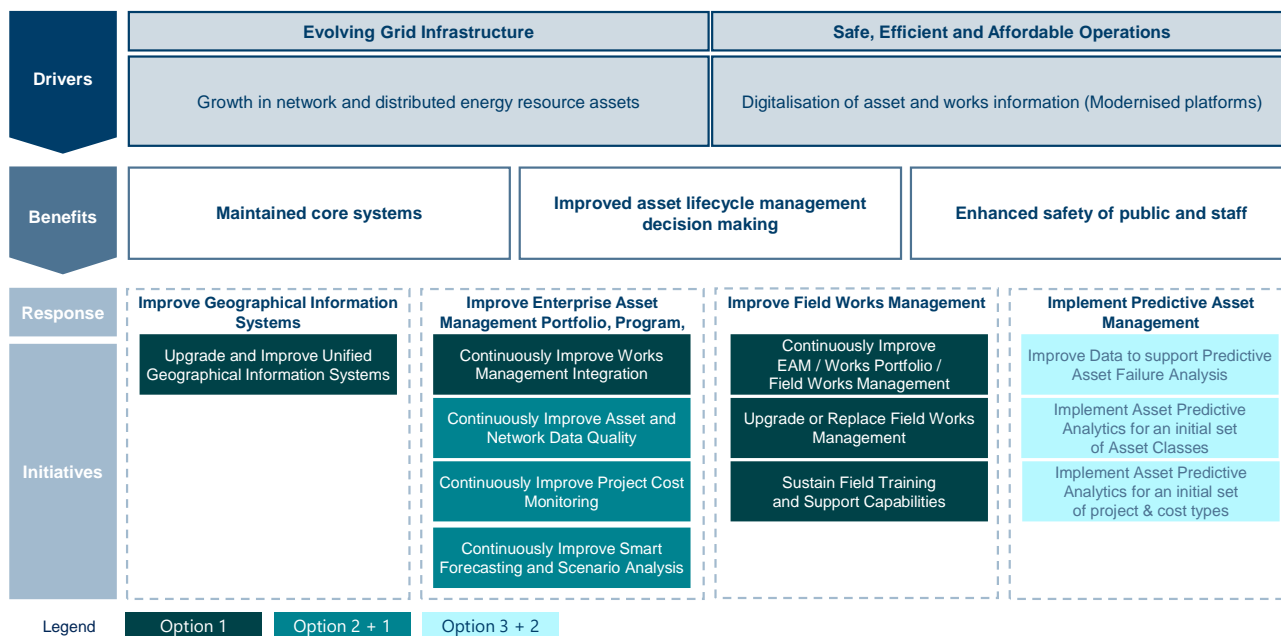 Drivers
Evolving Grid Infrastructure
Safe, Efficient and Affordable Operations
Growth in network and distributed energy resource assets
Digitalisation of asset and works information (Modernised platforms)
Benefits
Maintained core systems
Improved asset lifecycle management
decision making
Enhanced safety of public and staff
Response
Improve Geographical Information
Systems
Improve Enterprise Asset
Management Portfolio, Program,
Improve Field Works Management
Implement Predictive Asset
Management
Initiatives
Upgrade and Improve Unified
Geographical Information Systems
Continuously Improve Works
Management Integration
Continuously Improve Asset and
Network Data Quality
Continuously Improve Project Cost
Monitoring
Continuously Improve Smart
Forecasting and Scenario Analysis
Continuously Improve
EAM / Works Portfolio /
Field Works Management
Upgrade or Replace Field Works
Management
Sustain Field Training
and Support Capabilities
Improve Data to support Predictive
Asset Failure Analysis
Implement Asset Predictive
Analytics for an initial set
of Asset Classes
Implement Asset Predictive
Analytics for an initial set
of project & cost types
Legend
Option 1
Option 2 + 1
Option 3 + 2